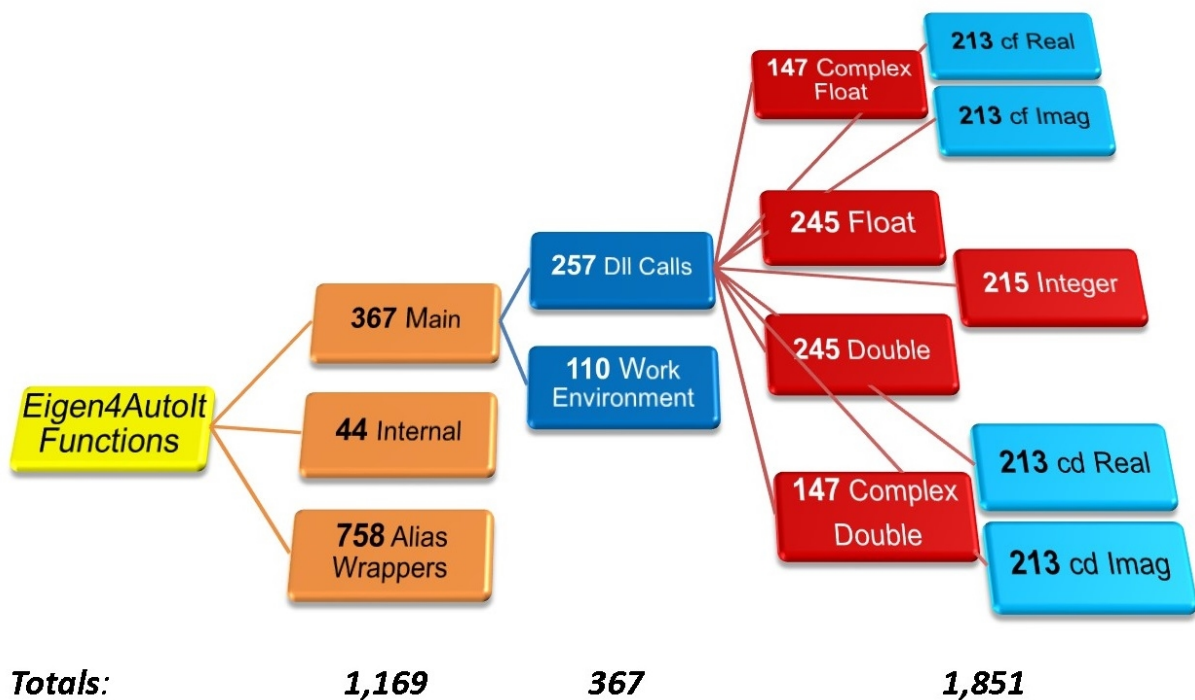 Eigen4AutoIt
Functions
367 Main
44 Internal
758 Alias
Wrappers
257 Dll Calls
110 Work
Environment
147 Complex
Float
245 Float
215 Integer
245 Double
147 Complex
Double
213 cf Real
213 cf Imag
213 cd Real
213 cd Imag
Totals: 1,169 367 1,851